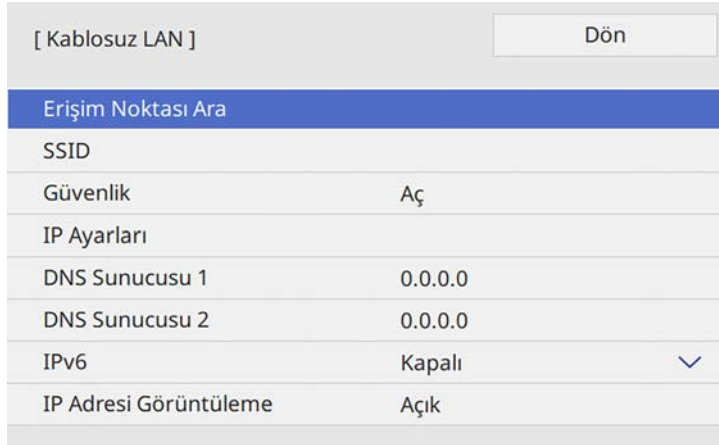 [ Kablosuz LAN ] Dön
Erişim Noktası Ara
SSID
Güvenlik Aç
IP Ayarları
DNS Sunucusu 1 0.0.0.0
DNS Sunucusu 2 0.0.0.0
IPv6 Kapalı
IP Adresi Görüntüleme Açık